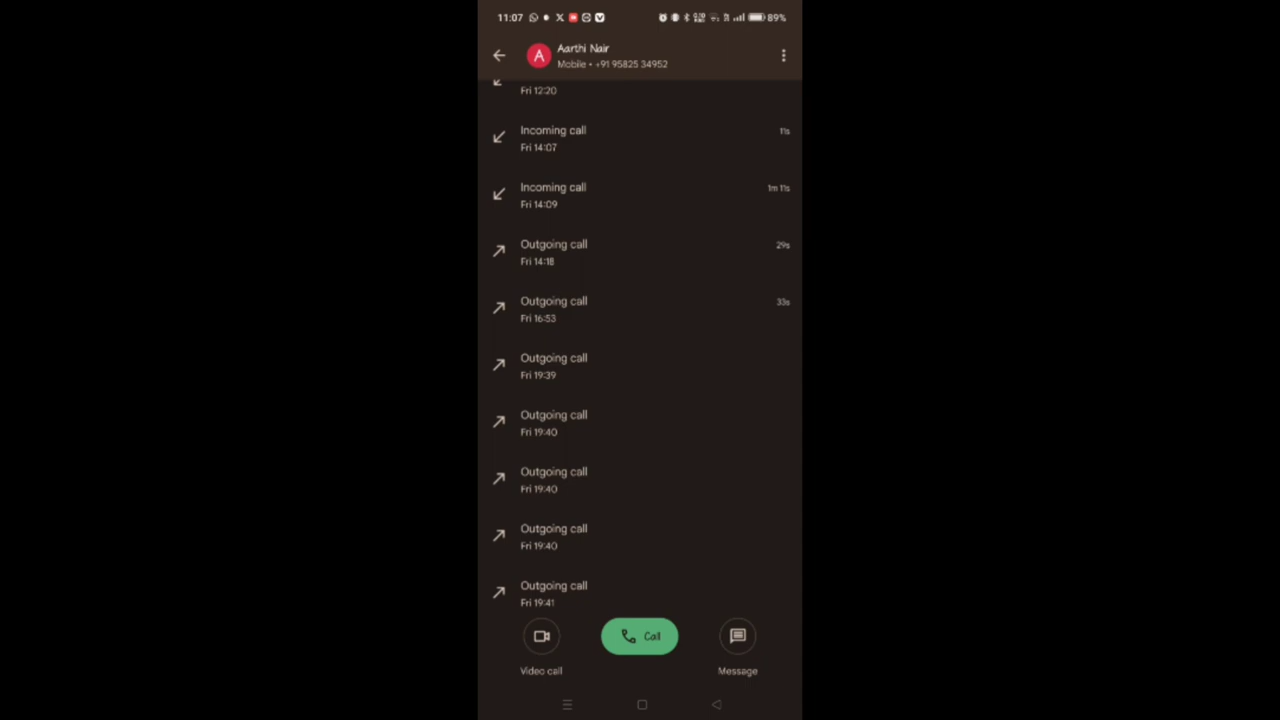 11:07 89%
Aarthi Nair
Mobile • +91 95825 34952
Fri 12:20
Incoming call 11s
Fri 14:07
Incoming call 1m 11s
Fri 14:09
Outgoing call 29s
Fri 14:18
Outgoing call 33s
Fri 16:53
Outgoing call
Fri 19:39
Outgoing call
Fri 19:40
Outgoing call
Fri 19:40
Outgoing call
Fri 19:40
Outgoing call
Fri 19:41
Call
Video call Message